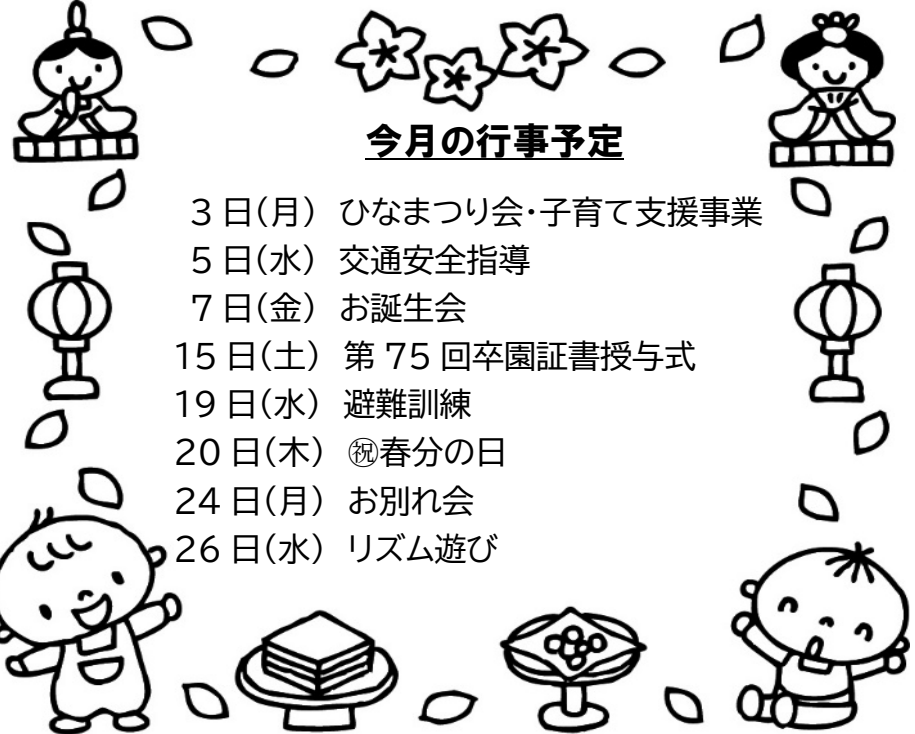 今月の行事予定
3日(月) ひなまつり会・子育て支援事業
5日(水) 交通安全指導
7日(金) お誕生会
15日(土) 第75回卒園証書授与式
19日(水) 避難訓練
20日(木) ㊗春分の日
24日(月) お別れ会
26日(水) リズム遊び